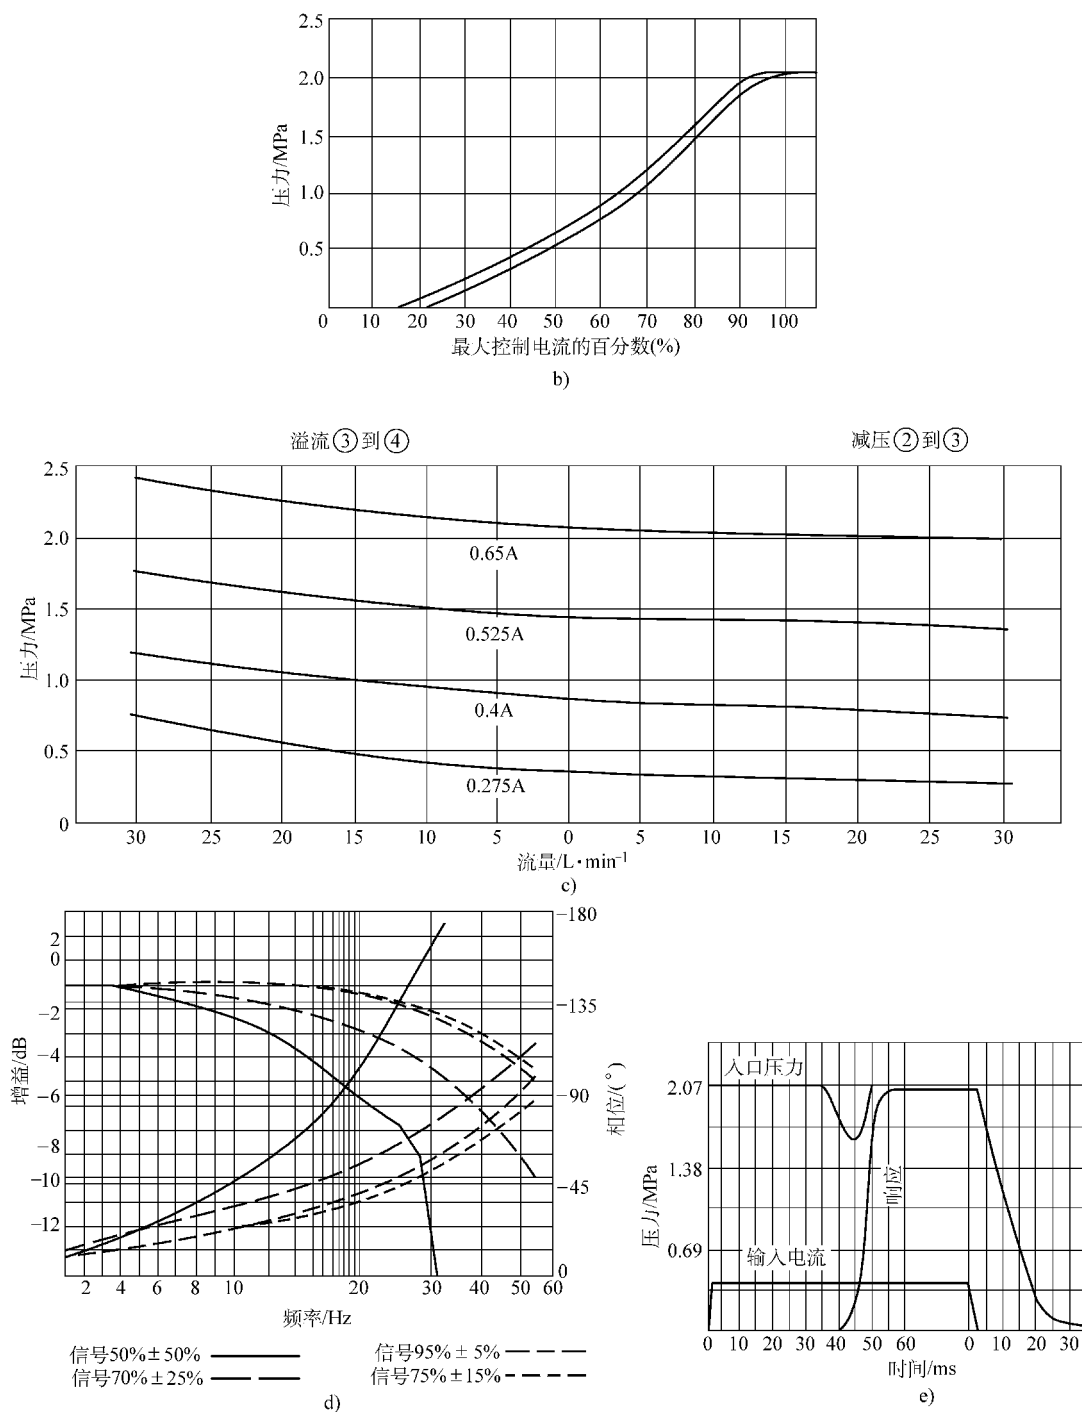 2.5
2.0
1.5
1.0
0.5
压力/MPa
0 10 20 30 40 50 60 70 80 90 100
最大控制电流的百分数(%)
b)
溢流③到④
减压②到③
2.5
2.0
1.5
1.0
0.5
0
压力/MPa
0.65A
0.525A
0.4A
0.275A
30 25 20 15 10 5 0 5 10 15 20 25 30
流量/L·min⁻¹
c)
2
0
−2
−4
−6
−8
−10
−12
增益/dB
−180
−135
−90
−45
0
和位/(°)
2 4 6 8 10 20 30 40 50 60
频率/Hz
信号50%±50%
信号95%±5%
信号70%±25%
信号75%±15%
d)
入口压力
2.07
1.38
0.69
压力/MPa
响应
输入电流
0 15 40 50 60 0 10 20 30
时间/ms
e)